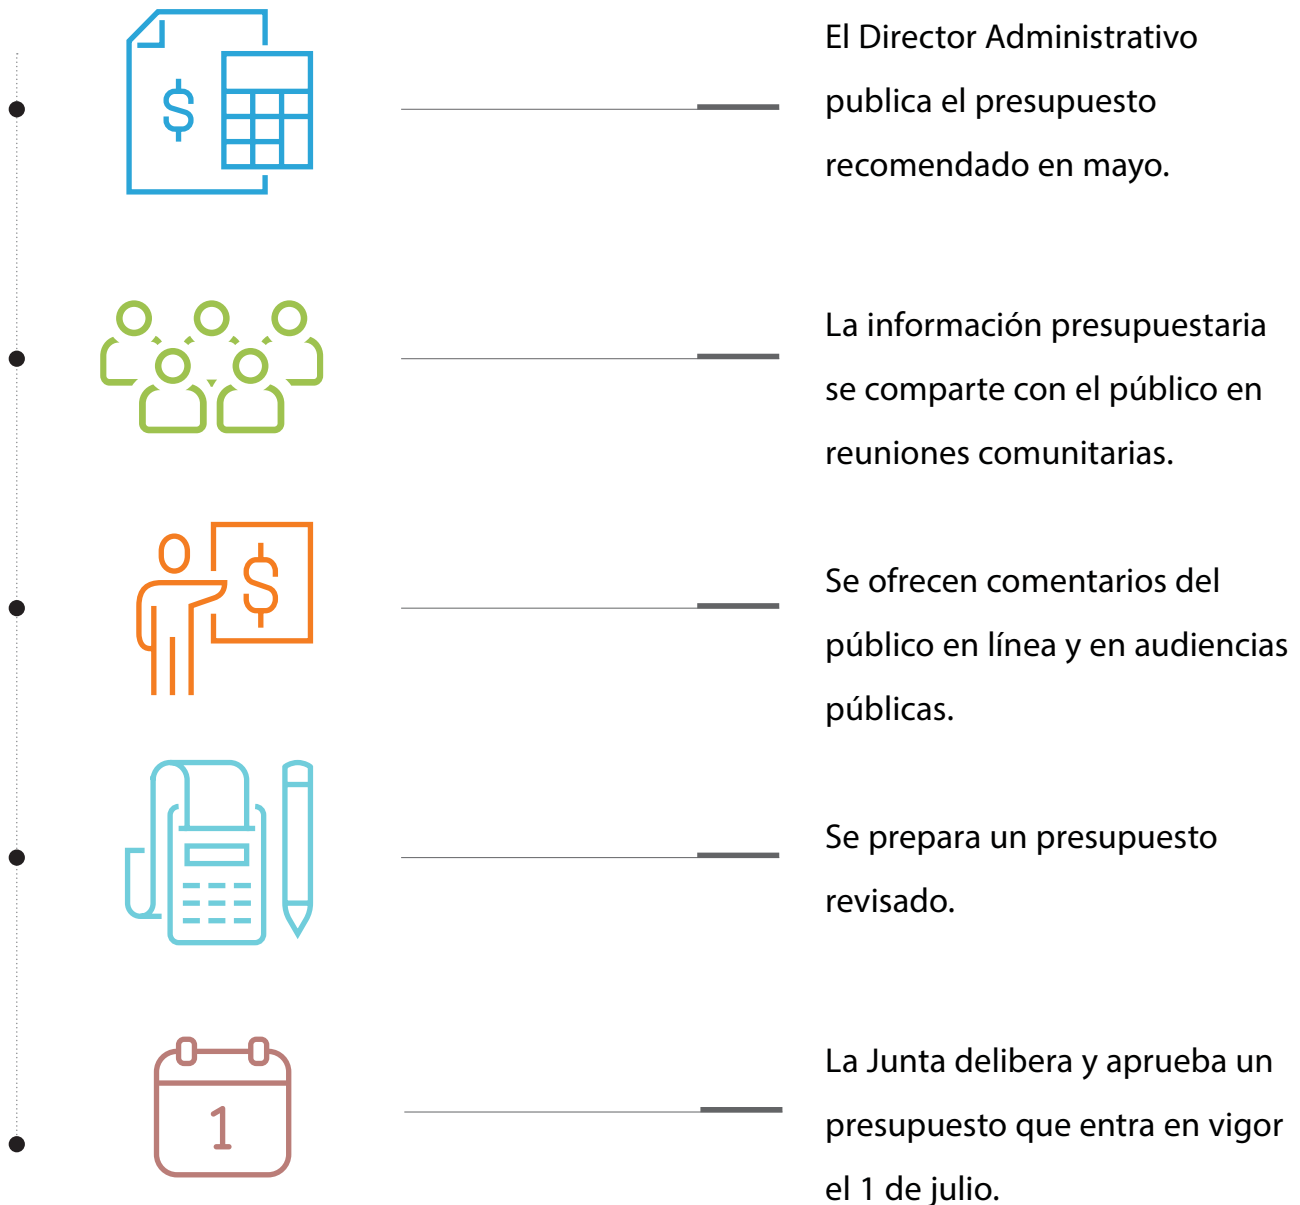 $
El Director Administrativo
publica el presupuesto
recomendado en mayo.
La información presupuestaria
se comparte con el público en
reuniones comunitarias.
$
Se ofrecen comentarios del
público en línea y en audiencias
públicas.
Se prepara un presupuesto
revisado.
1
La Junta delibera y aprueba un
presupuesto que entra en vigor
el 1 de julio.